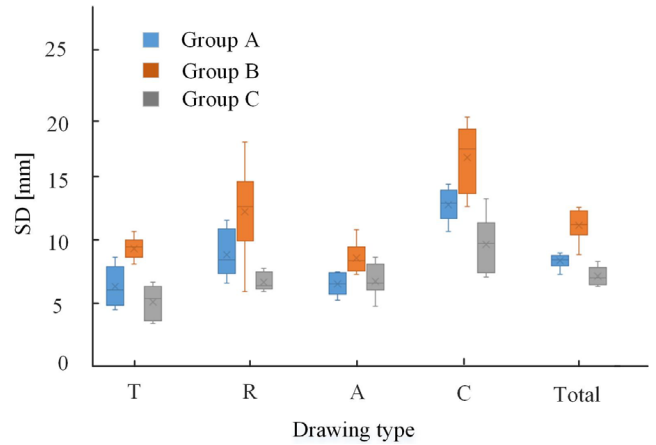 25
20
15
10
5
0
SD [mm]
Group A
Group B
Group C
T R A C Total
Drawing type